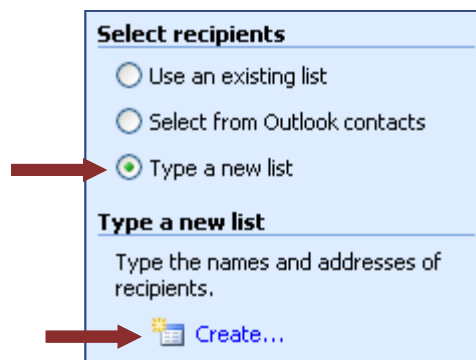 Select recipients
Use an existing list
Select from Outlook contacts
Type a new list
Type a new list
Type the names and addresses of
recipients.
Create...